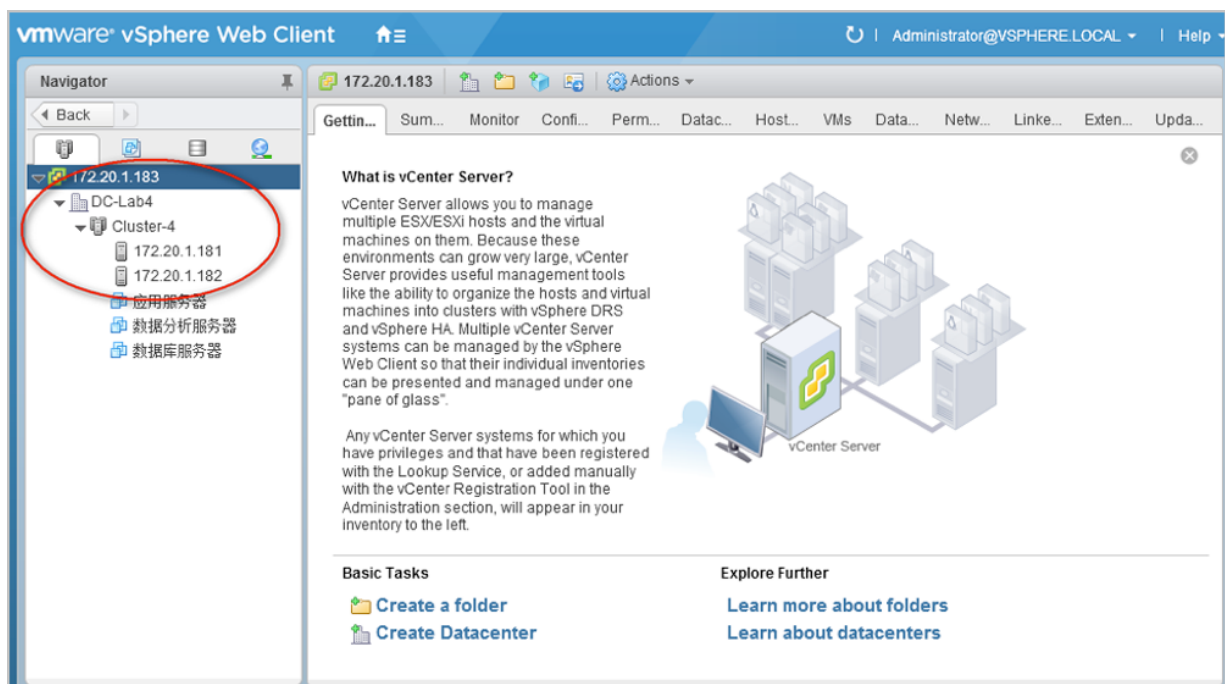 vmware® vSphere Web Client
Administrator@VSPHERE.LOCAL
Help
Navigator
172.20.1.183
Actions
Back
Gettin... Sum... Monitor Confi... Perm... Datac... Host... VMs Data... Netw... Linke... Exten... Upda...
172.20.1.183
DC-Lab4
Cluster-4
172.20.1.181
172.20.1.182
应用服务器
数据分析服务器
数据库服务器
What is vCenter Server?
vCenter Server allows you to manage
multiple ESX/ESXi hosts and the virtual
machines on them. Because these
environments can grow very large, vCenter
Server provides useful management tools
like the ability to organize the hosts and virtual
machines into clusters with vSphere DRS
and vSphere HA. Multiple vCenter Server
systems can be managed by the vSphere
Web Client so that their individual inventories
can be presented and managed under one
"pane of glass".
Any vCenter Server systems for which you
have privileges and that have been registered
with the Lookup Service, or added manually
with the vCenter Registration Tool in the
Administration section, will appear in your
inventory to the left.
vCenter Server
Basic Tasks
Create a folder
Create Datacenter
Explore Further
Learn more about folders
Learn about datacenters